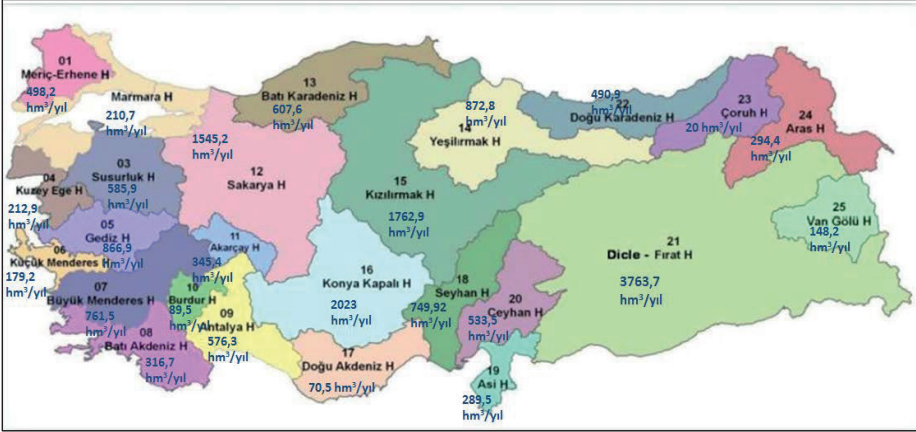 01
Meriç-Erhene H
498,2
hm³/yıl
Marmara H
210,7
hm³/yıl
13
Batı Karadeniz H
607,6
hm³/yıl
872,8
hm³/yıl
14
Yeşilırmak H
490,9
hm³/yıl
22
Doğu Karadeniz H
23
Çoruh H
20 hm³/yıl
24
Aras H
294,4
hm³/yıl
03
Susurluk H
585,9
hm³/yıl
1545,2
hm³/yıl
12
Sakarya H
15
Kızılırmak H
1762,9
hm³/yıl
04
Kuzey Ege H
212,9
hm³/yıl
05
Gediz H
866,9
hm³/yıl
06
Küçük Menderes H
179,2
hm³/yıl
11
Akarçay H
345,4
hm³/yıl
25
Van Gölü H
148,2
hm³/yıl
21
Dicle - Fırat H
3763,7
hm³/yıl
16
Konya Kapalı H
2023
hm³/yıl
18
Seyhan H
749,92
hm³/yıl
20
Ceyhan H
533,5
hm³/yıl
07
Büyük Menderes H
761,5
hm³/yıl
10
Burdur H
89,5
hm³/yıl
09
Antalya H
576,3
hm³/yıl
08
Batı Akdeniz H
316,7
hm³/yıl
17
Doğu Akdeniz H
70,5 hm³/yıl
19
Asi H
289,5
hm³/yıl